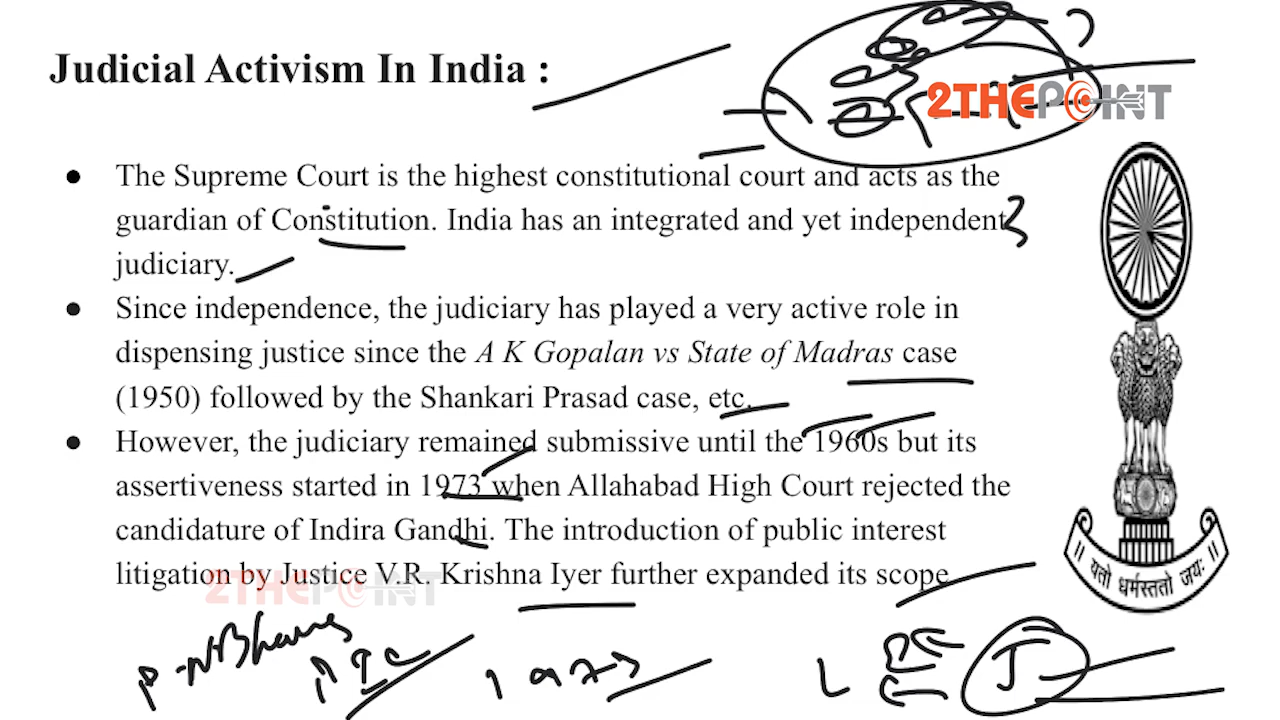 Judicial Activism In India :
2THEPOINT
● The Supreme Court is the highest constitutional court and acts as the
guardian of Constitution. India has an integrated and yet independent
judiciary.
● Since independence, the judiciary has played a very active role in
dispensing justice since the A K Gopalan vs State of Madras case
(1950) followed by the Shankari Prasad case, etc.
● However, the judiciary remained submissive until the 1960s but its
assertiveness started in 1973 when Allahabad High Court rejected the
candidature of Indira Gandhi. The introduction of public interest
litigation by Justice V.R. Krishna Iyer further expanded its scope
2THEPOINT
॥ यतो धर्मस्ततो जयः ॥
1973
L
J